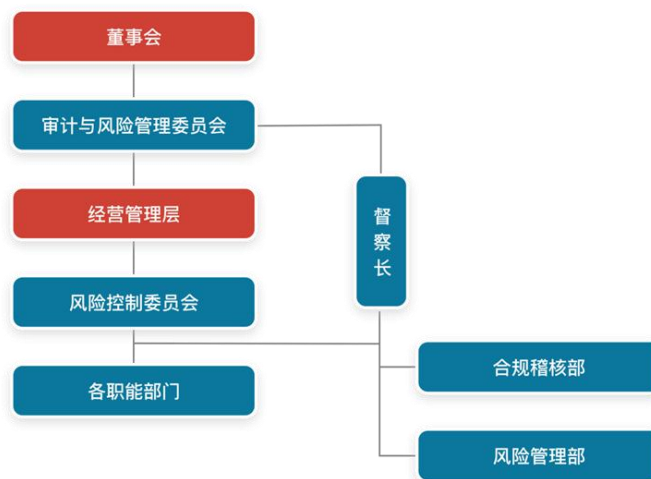 董事会
审计与风险管理委员会
经营管理层
督察长
风险控制委员会
合规稽核部
各职能部门
风险管理部